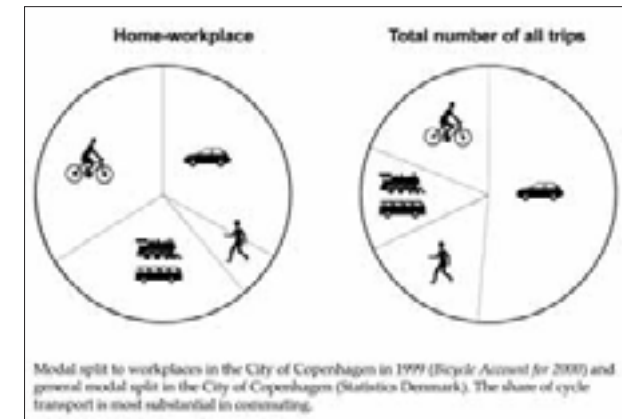 Home-workplace
Total number of all trips
Modal split to workplaces in the City of Copenhagen in 1999 (Bicycle Account for 2000) and
general modal split in the City of Copenhagen (Statistics Denmark). The share of cycle
transport is most substantial in commuting.